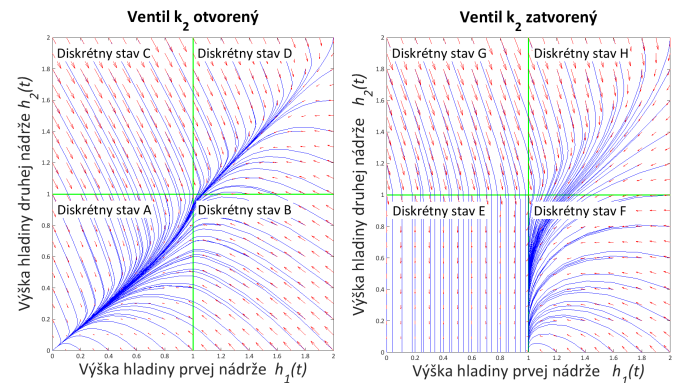 Ventil k2 otvorený
Výška hladiny druhej nádrže h2(t)
2
1.8
1.6
1.4
1.2
1
0.8
0.6
0.4
0.2
0
Diskrétny stav C
Diskrétny stav D
Diskrétny stav A
Diskrétny stav B
0 0.2 0.4 0.6 0.8 1 1.2 1.4 1.6 1.8 2
Výška hladiny prvej nádrže h1(t)
Ventil k2 zatvorený
Výška hladiny druhej nádrže h2(t)
2
1.8
1.6
1.4
1.2
1
0.8
0.6
0.4
0.2
0
Diskrétny stav G
Diskrétny stav H
Diskrétny stav E
Diskrétny stav F
0 0.2 0.4 0.6 0.8 1 1.2 1.4 1.6 1.8 2
Výška hladiny prvej nádrže h1(t)